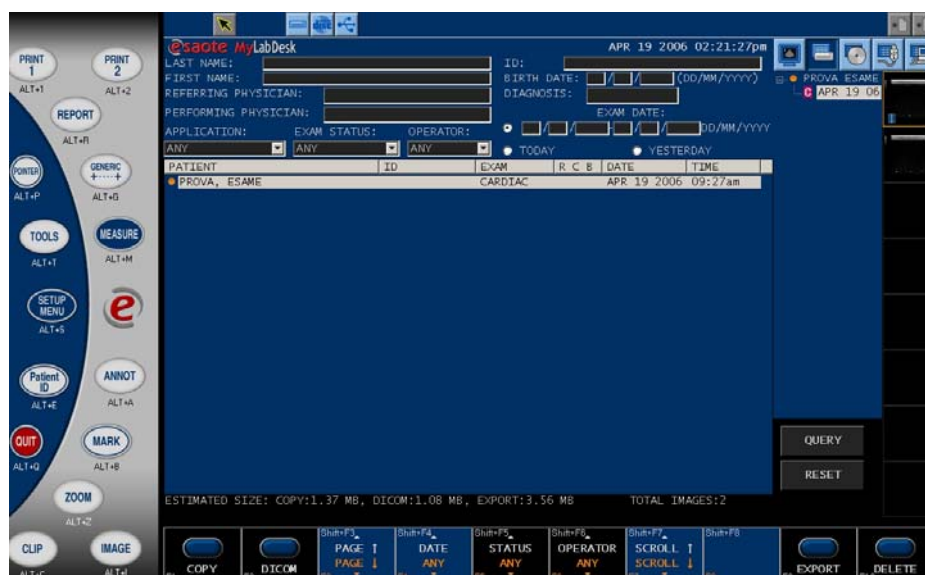 esaote MyLabDesk
APR 19 2006 02:21:27pm
LAST NAME:
ID:
FIRST NAME:
BIRTH DATE: / / (DD/MM/YYYY)
REFERRING PHYSICIAN:
DIAGNOSIS:
PERFORMING PHYSICIAN:
EXAM DATE:
APPLICATION: EXAM STATUS: OPERATOR:
/ / - / / DD/MM/YYYY
ANY ANY ANY
TODAY YESTERDAY
PATIENT ID EXAM R C B DATE TIME
PROVA, ESAME CARDIAC APR 19 2006 09:27am
ESTIMATED SIZE: COPY:1.37 MB, DICOM:1.08 MB, EXPORT:3.56 MB TOTAL IMAGES:2
PROVA ESAME
C APR 19 06
QUERY
RESET
PRINT 1
ALT+1
PRINT 2
ALT+2
REPORT
ALT+R
POINTER
ALT+P
GENERIC
+····+
ALT+G
TOOLS
ALT+T
MEASURE
ALT+M
SETUP MENU
ALT+S
e
Patient ID
ALT+E
ANNOT
ALT+A
QUIT
ALT+Q
MARK
ALT+B
ZOOM
ALT+Z
CLIP
ALT+C
IMAGE
ALT+I
COPY
DICOM
Shift+F3
PAGE ↑
PAGE ↓
Shift+F4
DATE
ANY
Shift+F5
STATUS
ANY
Shift+F6
OPERATOR
ANY
Shift+F7
SCROLL ↑
SCROLL ↓
Shift+F8
EXPORT
DELETE